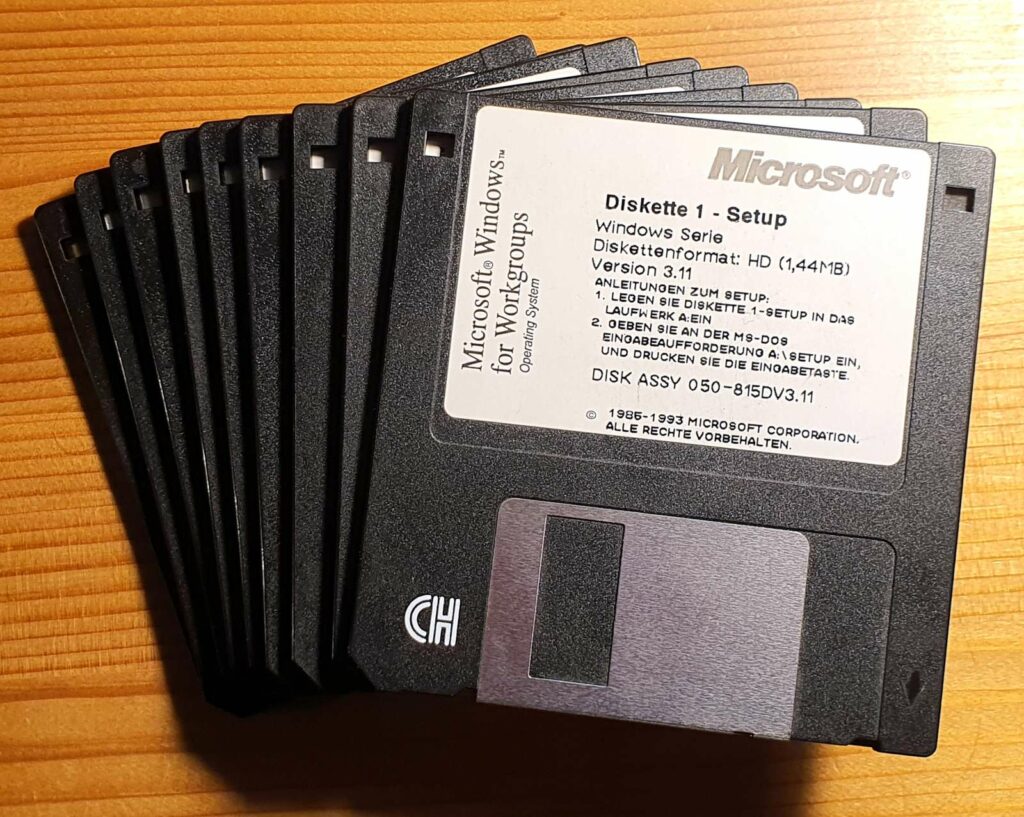 Microsoft® Windows™
for Workgroups
Operating System
Microsoft®
Diskette 1 - Setup
Windows Serie
Diskettenformat: HD (1,44MB)
Version 3.11
ANLEITUNGEN ZUM SETUP:
1. LEGEN SIE DISKETTE 1-SETUP IN DAS
LAUFWERK A:EIN
2. GEBEN SIE AN DER MS-DOS
EINGABEAUFFORDERUNG A:\SETUP EIN,
UND DRUCKEN SIE DIE EINGABETASTE.
DISK ASSY 050-815DV3.11
© 1985-1993 MICROSOFT CORPORATION.
ALLE RECHTE VORBEHALTEN.
CH